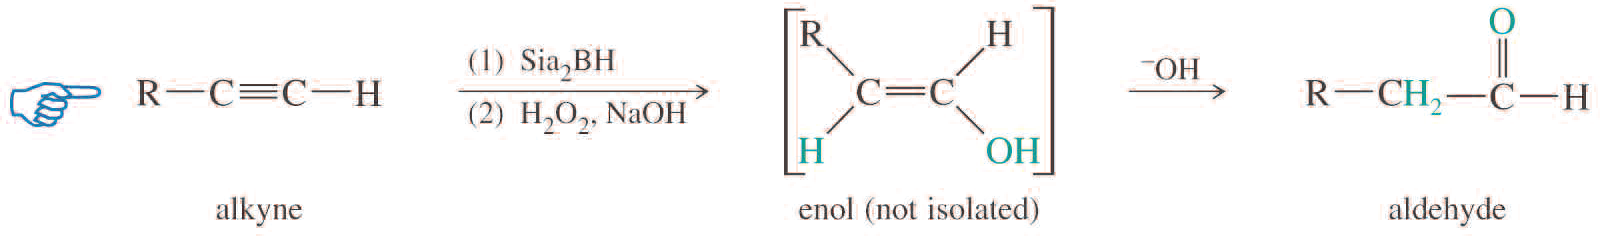 R—C≡C—H
(1) Sia₂BH
(2) H₂O₂, NaOH
R H
C=C
H OH
⁻OH
O
R—CH₂—C—H
alkyne enol (not isolated) aldehyde